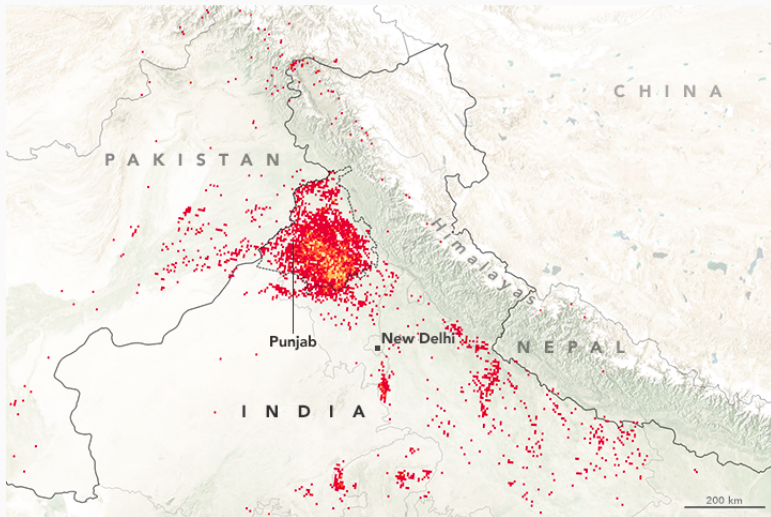 CHINA
PAKISTAN
Himalayas
Punjab
New Delhi
NEPAL
INDIA
200 km